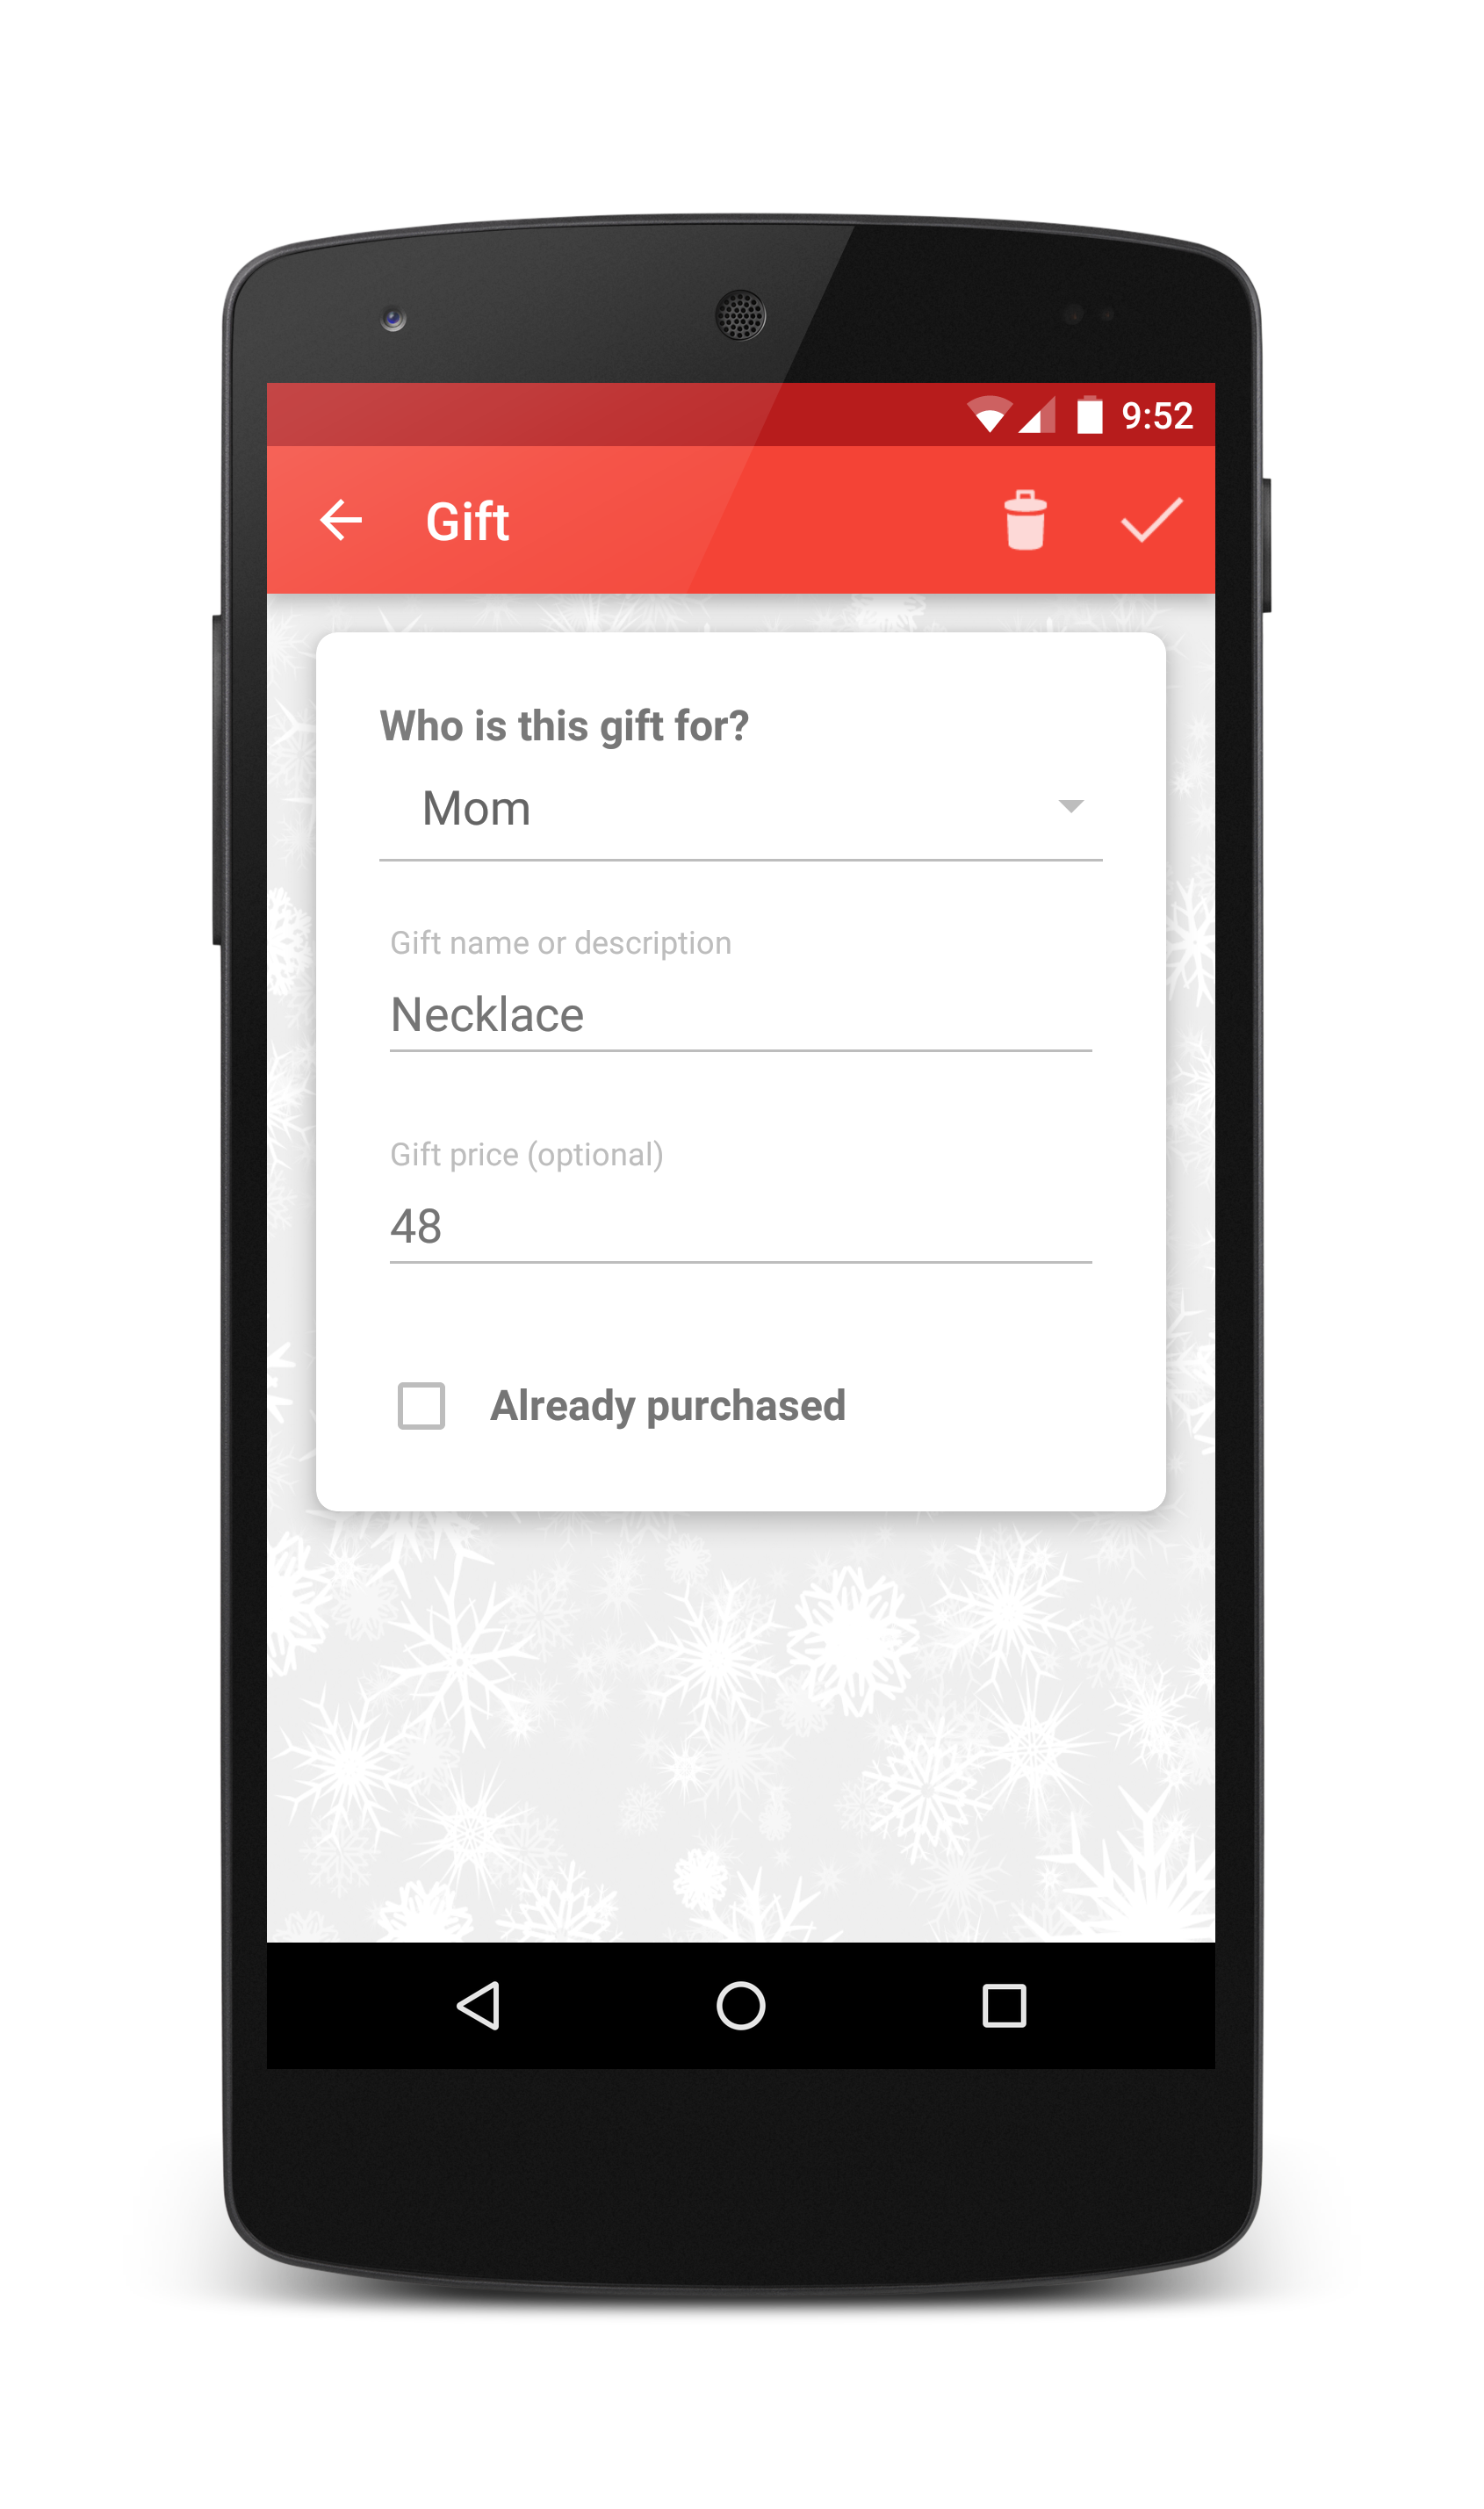 9:52
Gift
Who is this gift for?
Mom
Gift name or description
Necklace
Gift price (optional)
48
Already purchased